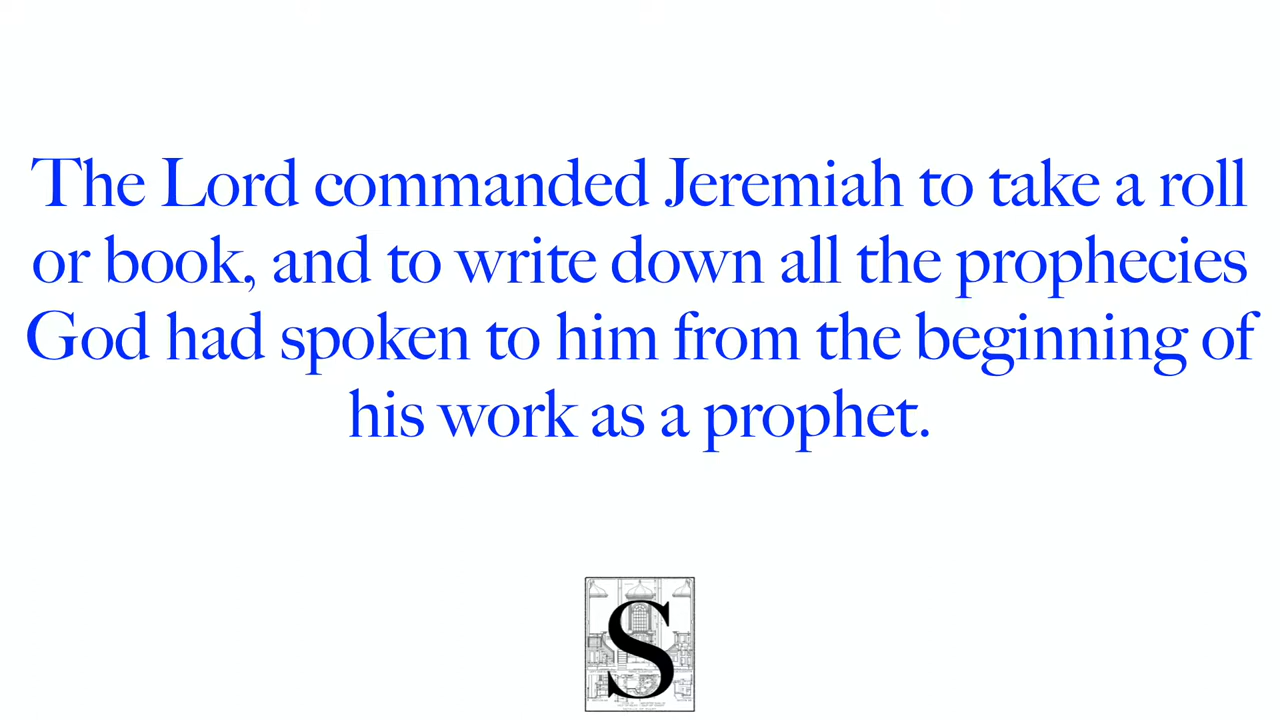 The Lord commanded Jeremiah to take a roll
or book, and to write down all the prophecies
God had spoken to him from the beginning of
his work as a prophet.
S